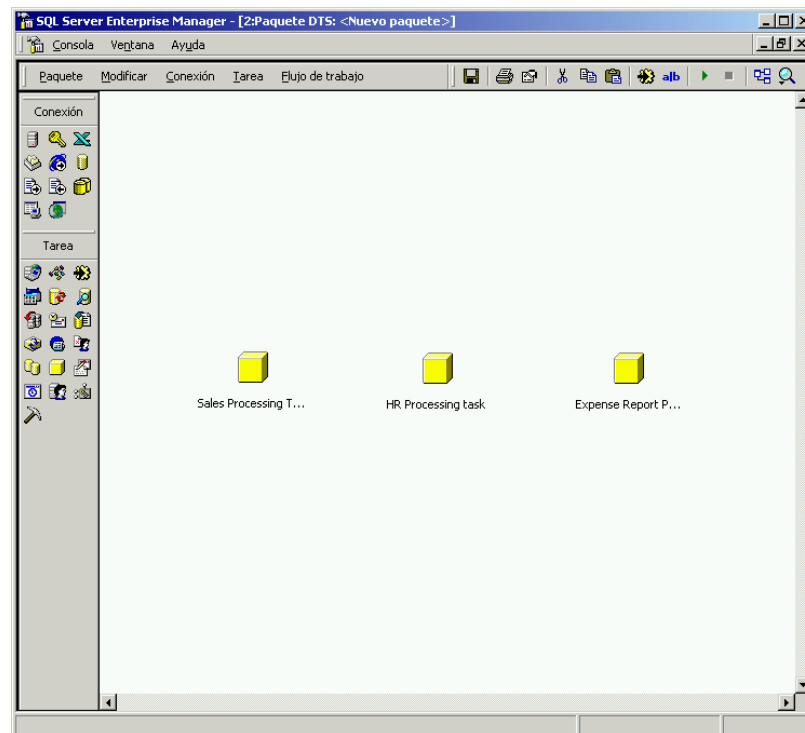 SQL Server Enterprise Manager - [2:Paquete DTS: <Nuevo paquete>]
Consola Ventana Ayuda
Paquete Modificar Conexión Tarea Flujo de trabajo alb
Conexión
Tarea
Sales Processing T... HR Processing task Expense Report P...